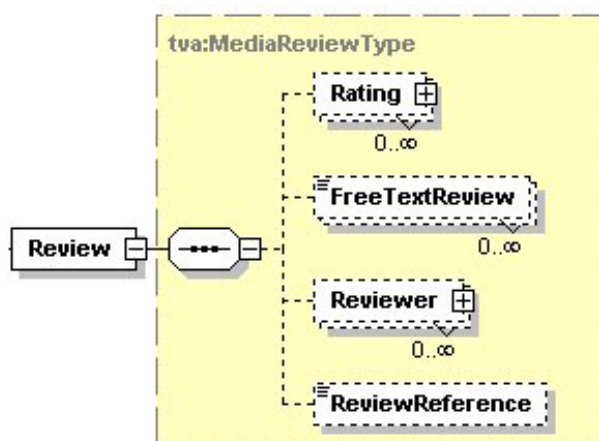 tva:MediaReviewType
Rating
0..∞
FreeTextReview
0..∞
Review
Reviewer
0..∞
ReviewReference